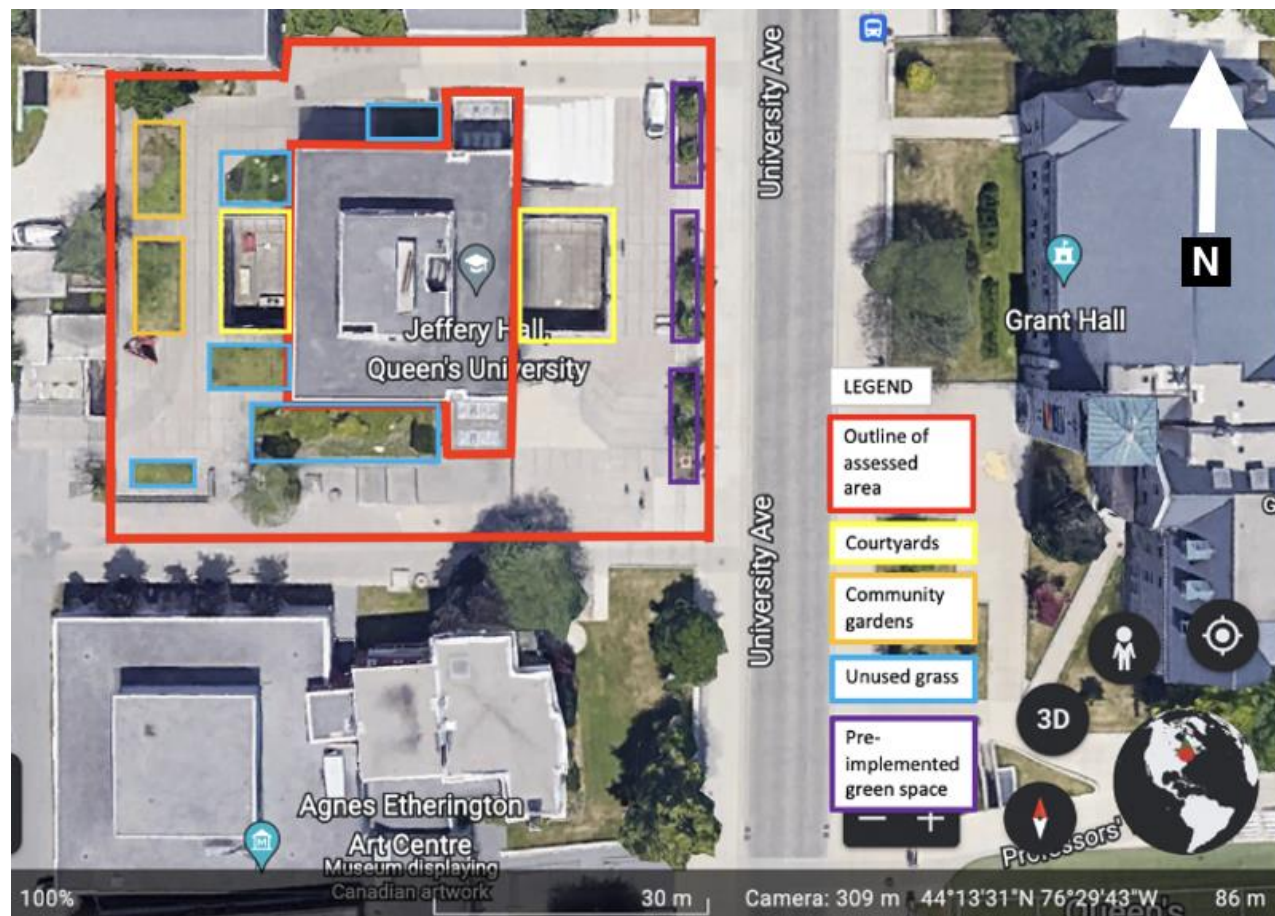 University Ave
N
Grant Hall
Jeffery Hall,
Queen's University
LEGEND
Outline of
assessed
area
Courtyards
Community
gardens
Unused grass
Pre-
implemented
green space
University Ave
3D
Agnes Etherington
Art Centre
Museum displaying
Canadian artwork
Professors'
100%
30 m
Camera: 309 m 44°13'31"N 76°29'43"W
86 m